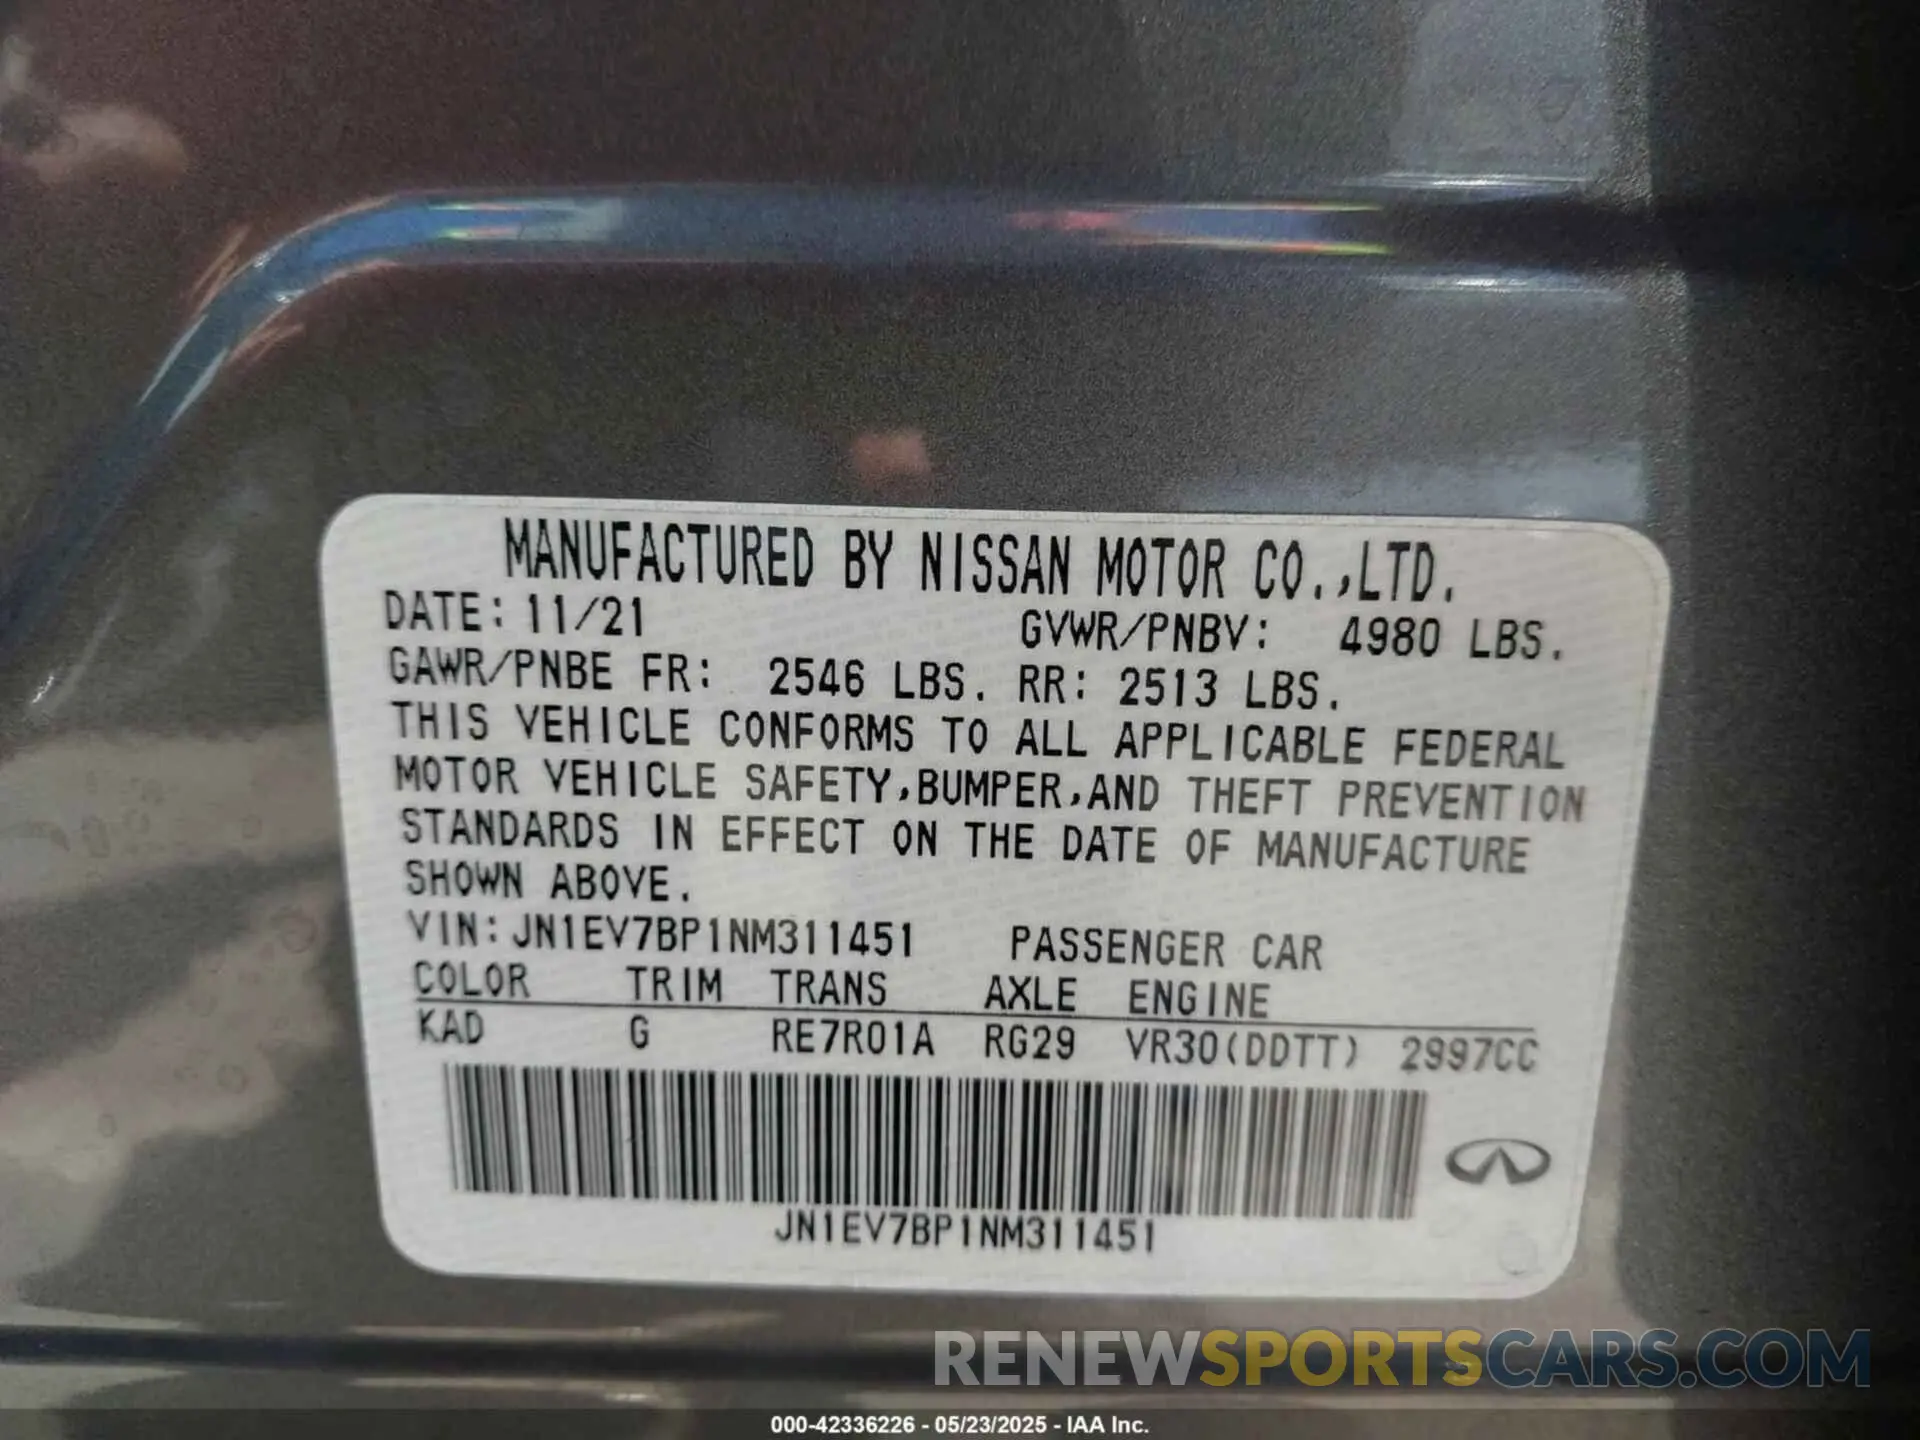 MANUFACTURED BY NISSAN MOTOR CO.,LTD.
DATE: 11/21 GVWR/PNBV: 4980 LBS.
GAWR/PNBE FR: 2546 LBS. RR: 2513 LBS.
THIS VEHICLE CONFORMS TO ALL APPLICABLE FEDERAL
MOTOR VEHICLE SAFETY,BUMPER,AND THEFT PREVENTION
STANDARDS IN EFFECT ON THE DATE OF MANUFACTURE
SHOWN ABOVE.
VIN: JN1EV7BP1NM311451 PASSENGER CAR
COLOR TRIM TRANS AXLE ENGINE
KAD G RE7R01A RG29 VR30(DDTT) 2997CC
JN1EV7BP1NM311451
RENEWSPORTSCARS.COM
000-42336226 - 05/23/2025 - IAA Inc.